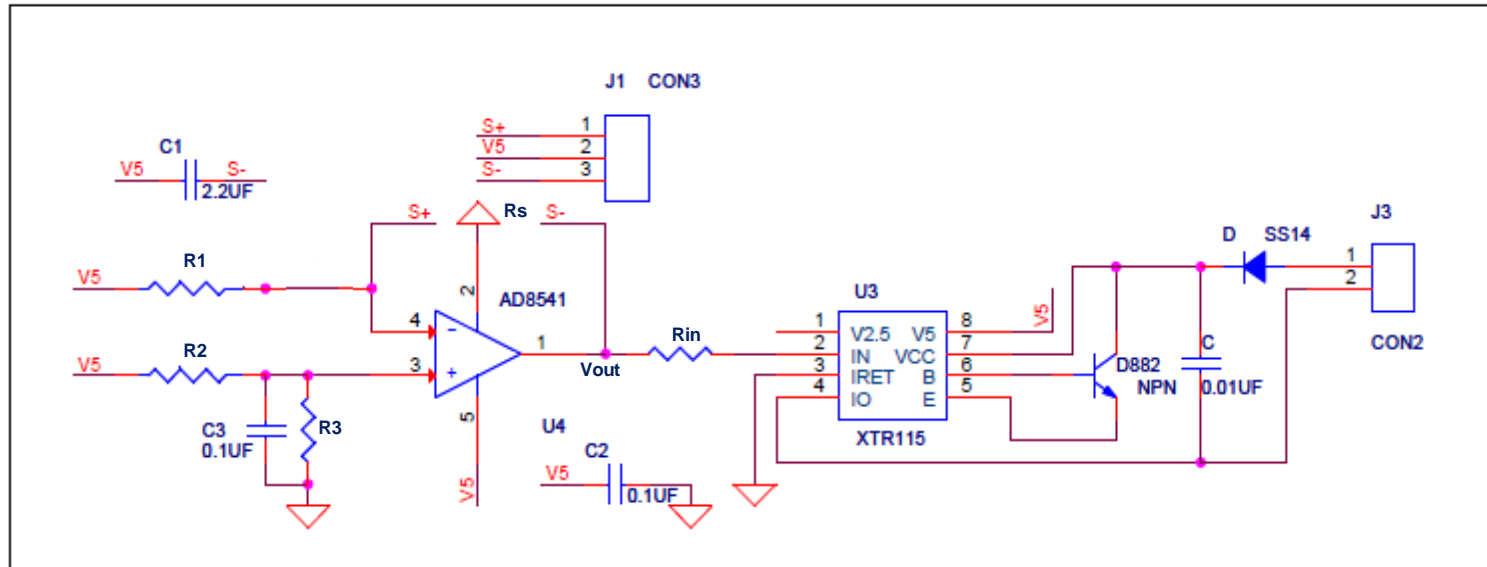 J1 CON3
S+ 1
V5 2
S- 3
C1
V5 S-
2.2UF
S+ Rs S-
J3
D SS14
1
2
CON2
V5 R1
2
AD8541
4 -
V5 R2
3 +
1
Vout
Rin
5
V5
C3
0.1UF
R3
U4
C2
V5
0.1UF
U3
1 V2.5 V5 8
2 IN VCC 7
3 IRET B 6
4 IO E 5
XTR115
V5
D882
NPN
C
0.01UF